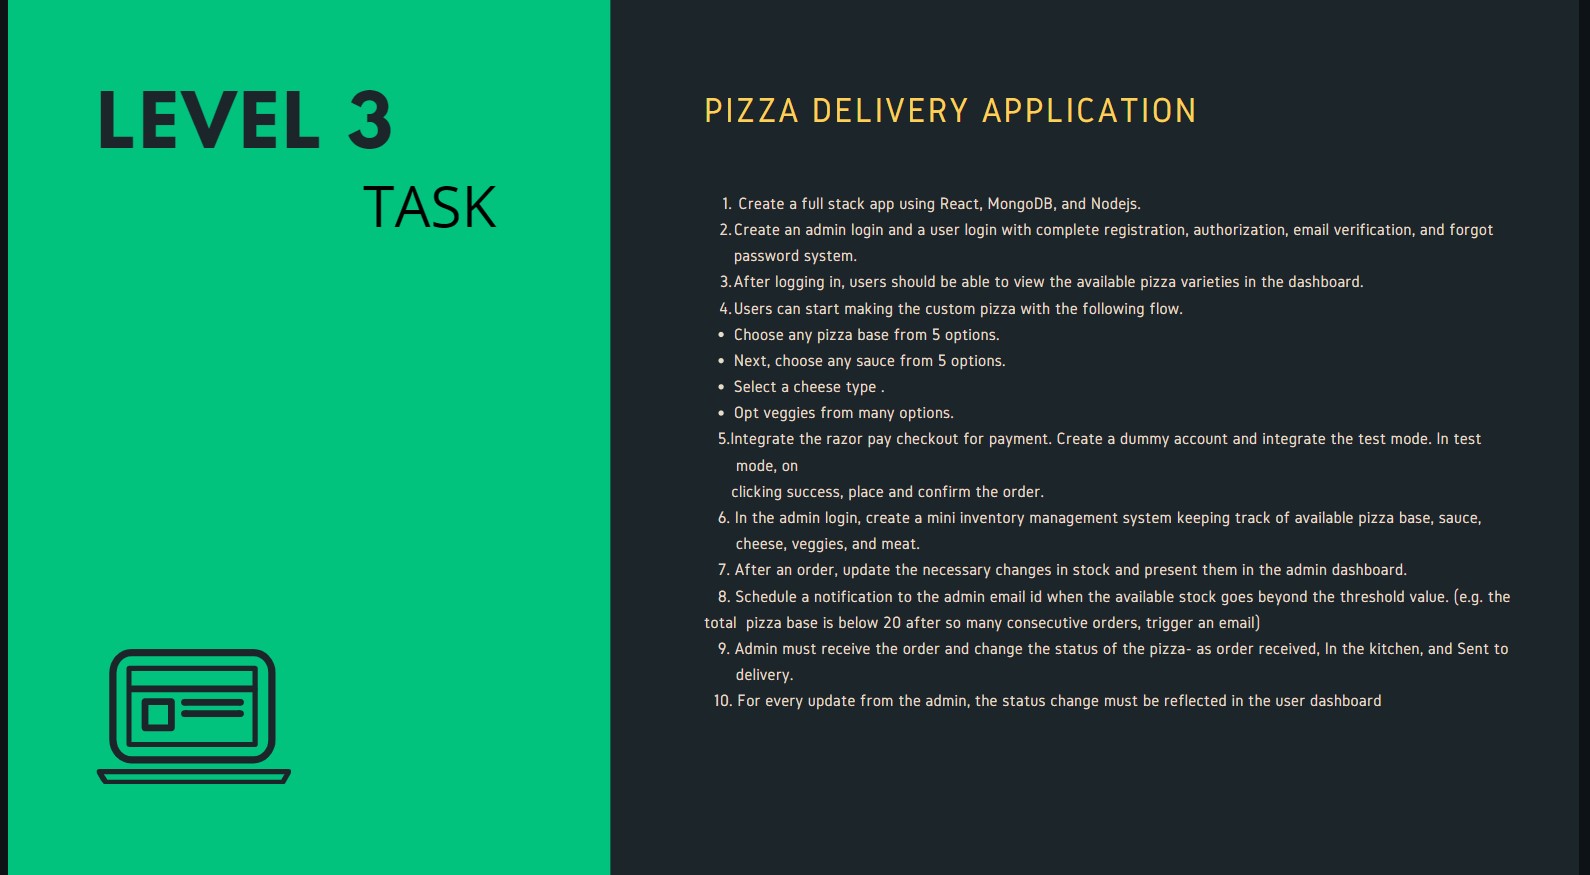 LEVEL 3
TASK
PIZZA DELIVERY APPLICATION
1. Create a full stack app using React, MongoDB, and Nodejs.
2. Create an admin login and a user login with complete registration, authorization, email verification, and forgot
password system.
3. After logging in, users should be able to view the available pizza varieties in the dashboard.
4. Users can start making the custom pizza with the following flow.
• Choose any pizza base from 5 options.
• Next, choose any sauce from 5 options.
• Select a cheese type .
• Opt veggies from many options.
5.Integrate the razor pay checkout for payment. Create a dummy account and integrate the test mode. In test
mode, on
clicking success, place and confirm the order.
6. In the admin login, create a mini inventory management system keeping track of available pizza base, sauce,
cheese, veggies, and meat.
7. After an order, update the necessary changes in stock and present them in the admin dashboard.
8. Schedule a notification to the admin email id when the available stock goes beyond the threshold value. (e.g. the
total  pizza base is below 20 after so many consecutive orders, trigger an email)
9. Admin must receive the order and change the status of the pizza- as order received, In the kitchen, and Sent to
delivery.
10. For every update from the admin, the status change must be reflected in the user dashboard